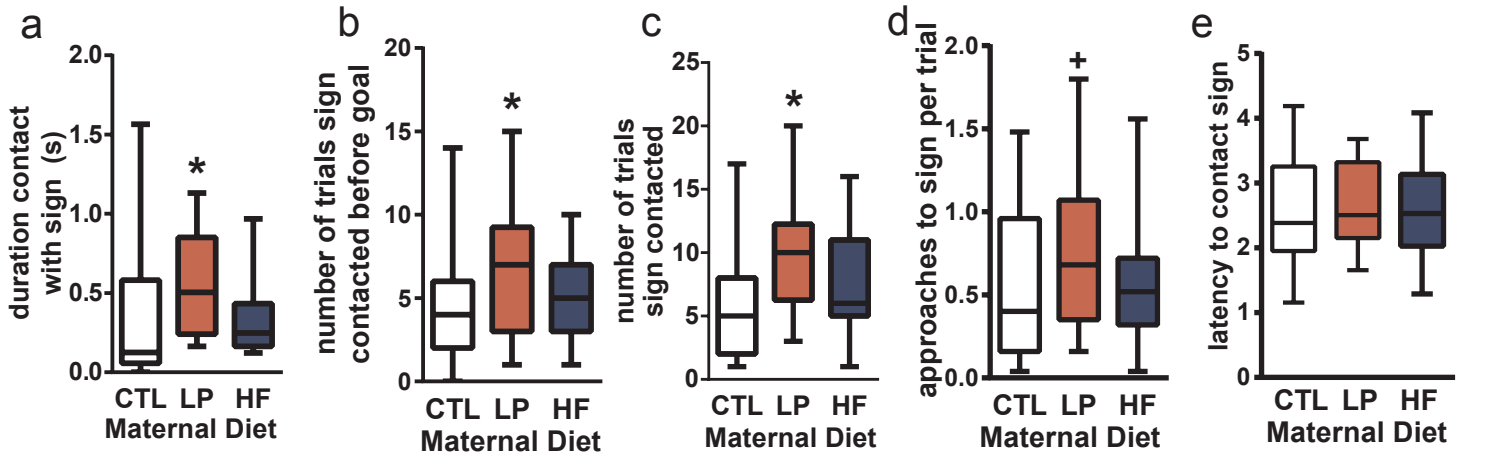 a
duration contact
with sign (s)
2.0
1.5
1.0
0.5
0.0
*
CTL LP HF
Maternal Diet
b
number of trials sign
contacted before goal
20
15
10
5
0
*
CTL LP HF
Maternal Diet
c
number of trials
sign contacted
25
20
15
10
5
0
*
CTL LP HF
Maternal Diet
d
approaches to sign per trial
2.0
1.5
1.0
0.5
0.0
+
CTL LP HF
Maternal Diet
e
latency to contact sign
5
4
3
2
1
0
CTL LP HF
Maternal Diet